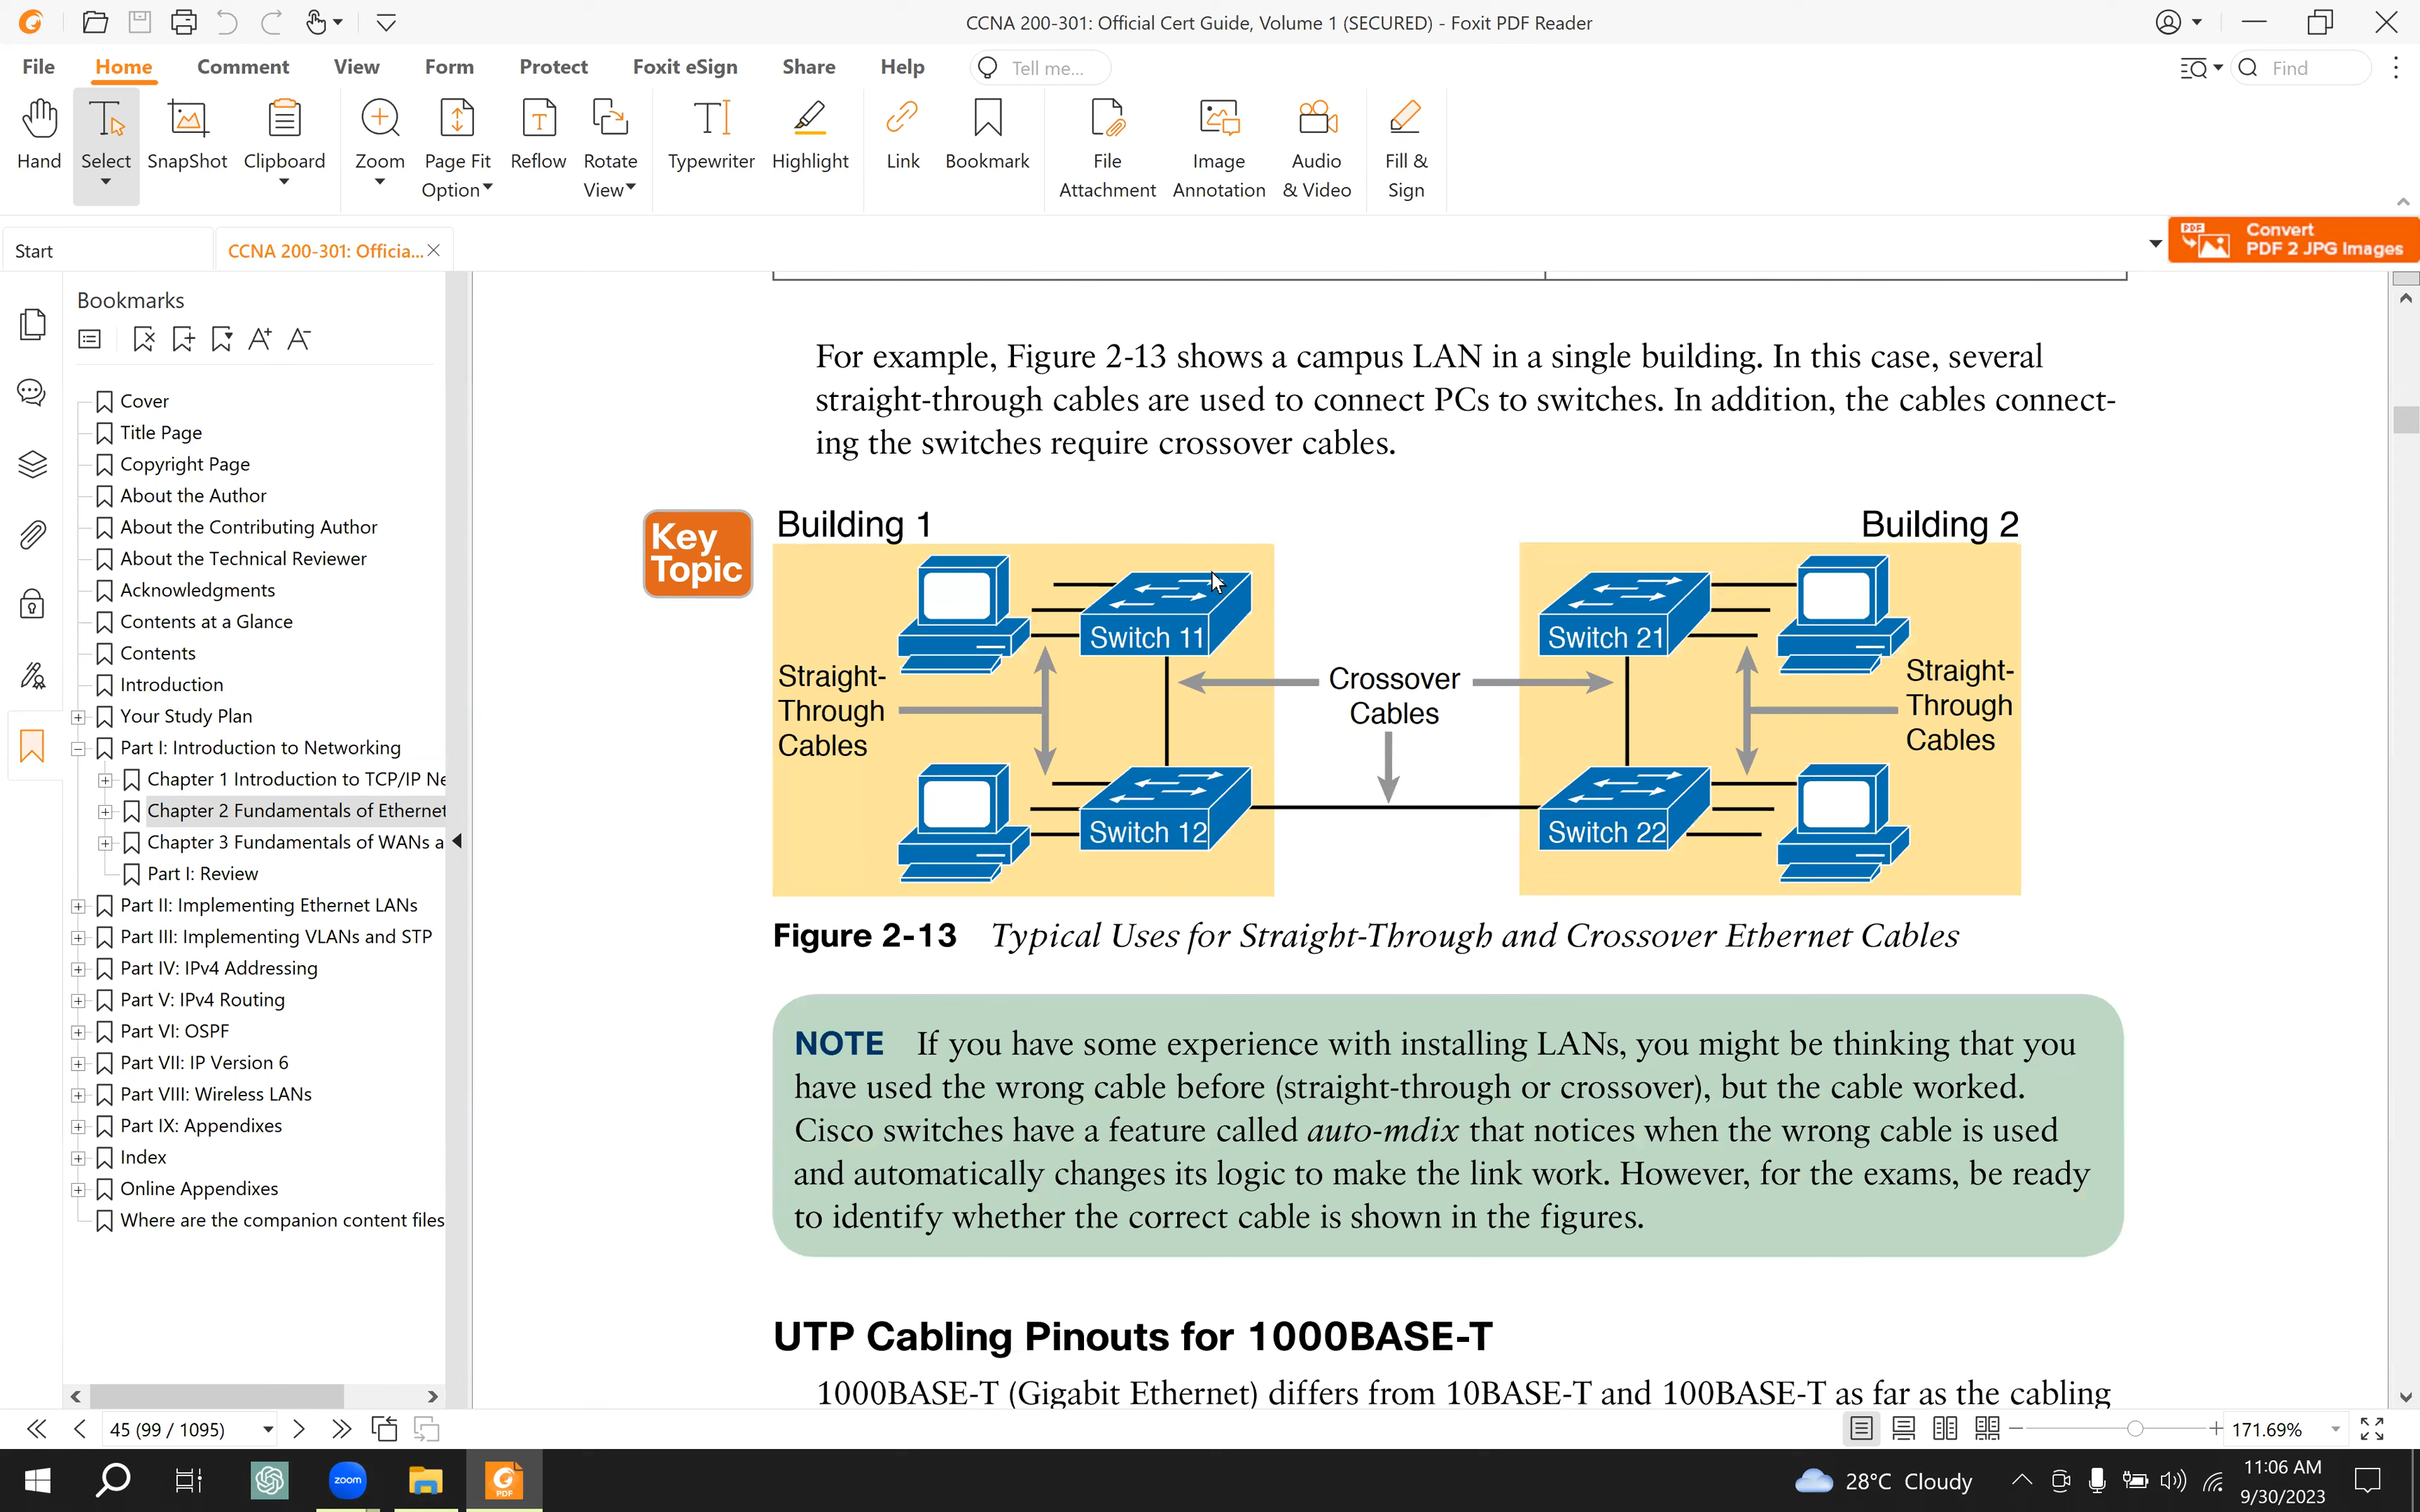 CCNA 200-301: Official Cert Guide, Volume 1 (SECURED) - Foxit PDF Reader
File Home Comment View Form Protect Foxit eSign Share Help Tell me... Find
Hand Select SnapShot Clipboard Zoom Page Fit Option Reflow Rotate View Typewriter Highlight Link Bookmark File Attachment Image Annotation Audio & Video Fill & Sign
Start CCNA 200-301: Officia...
PDF Convert
PDF 2 JPG Images
Bookmarks
Cover
Title Page
Copyright Page
About the Author
About the Contributing Author
About the Technical Reviewer
Acknowledgments
Contents at a Glance
Contents
Introduction
Your Study Plan
Part I: Introduction to Networking
Chapter 1 Introduction to TCP/IP Ne
Chapter 2 Fundamentals of Ethernet
Chapter 3 Fundamentals of WANs a
Part I: Review
Part II: Implementing Ethernet LANs
Part III: Implementing VLANs and STP
Part IV: IPv4 Addressing
Part V: IPv4 Routing
Part VI: OSPF
Part VII: IP Version 6
Part VIII: Wireless LANs
Part IX: Appendixes
Index
Online Appendixes
Where are the companion content files
For example, Figure 2-13 shows a campus LAN in a single building. In this case, several
straight-through cables are used to connect PCs to switches. In addition, the cables connect-
ing the switches require crossover cables.
Key
Topic
Building 1
Building 2
Switch 11
Switch 21
Straight-
Through
Cables
Crossover
Cables
Straight-
Through
Cables
Switch 12
Switch 22
Figure 2-13 Typical Uses for Straight-Through and Crossover Ethernet Cables
NOTE If you have some experience with installing LANs, you might be thinking that you
have used the wrong cable before (straight-through or crossover), but the cable worked.
Cisco switches have a feature called auto-mdix that notices when the wrong cable is used
and automatically changes its logic to make the link work. However, for the exams, be ready
to identify whether the correct cable is shown in the figures.
UTP Cabling Pinouts for 1000BASE-T
1000BASE-T (Gigabit Ethernet) differs from 10BASE-T and 100BASE-T as far as the cabling
45 (99 / 1095)
171.69%
zoom
PDF
28°C Cloudy
11:06 AM
9/30/2023